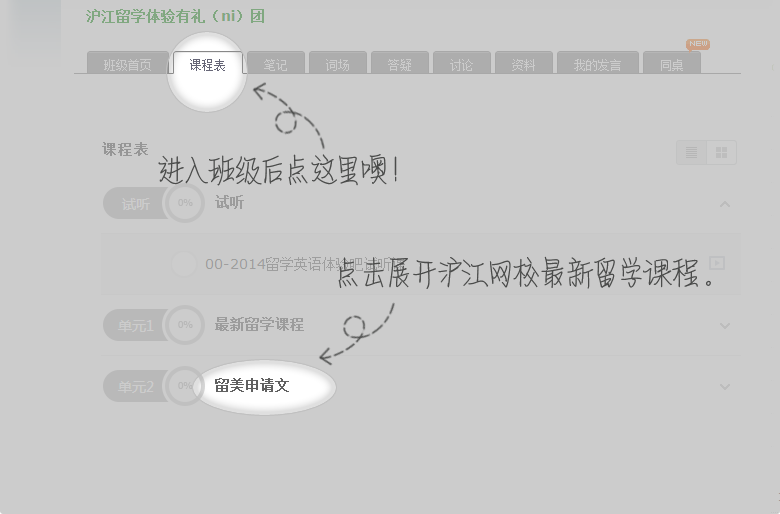 沪江留学体验有礼（ni）团
NEW
班级首页 课程表 笔记 词场 答疑 讨论 资料 我的发言 同桌
课程表
进入班级后点这里噢！
试听 0% 试听
00-2014留学英语体验吧试听
点击展开沪江网校最新留学课程。
单元1 0% 最新留学课程
单元2 0% 留美申请文